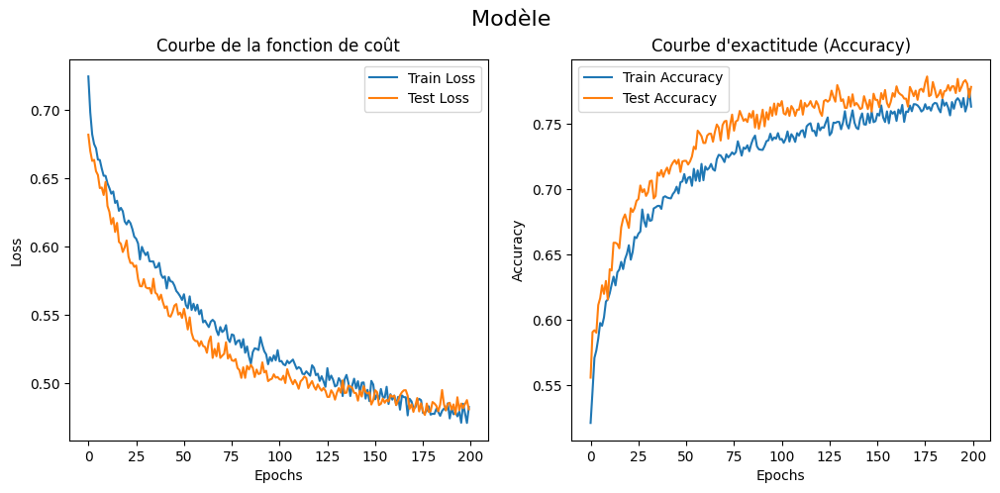 Modèle
Courbe de la fonction de coût
Train Loss
Test Loss
0.70
0.65
0.60
0.55
0.50
Loss
0 25 50 75 100 125 150 175 200
Epochs
Courbe d'exactitude (Accuracy)
Train Accuracy
Test Accuracy
0.75
0.70
0.65
0.60
0.55
Accuracy
0 25 50 75 100 125 150 175 200
Epochs